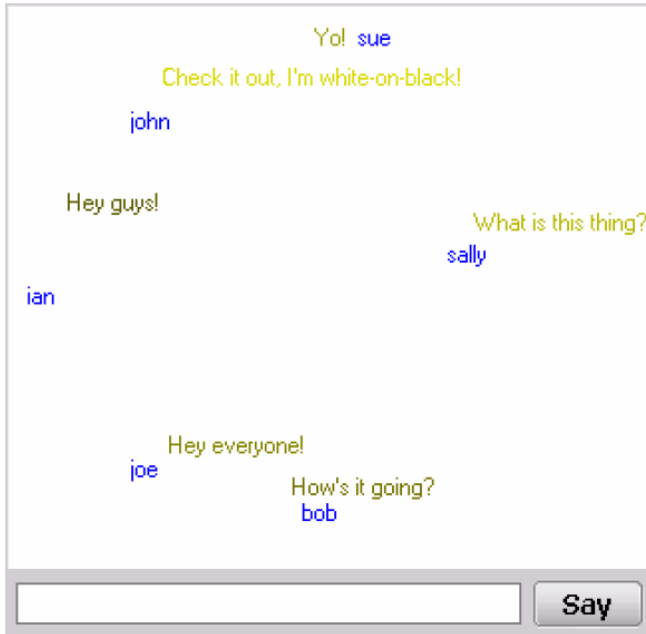 Yo! sue
Check it out, I'm white-on-black!
john
Hey guys!
What is this thing?
sally
ian
Hey everyone!
joe
How's it going?
bob
Say